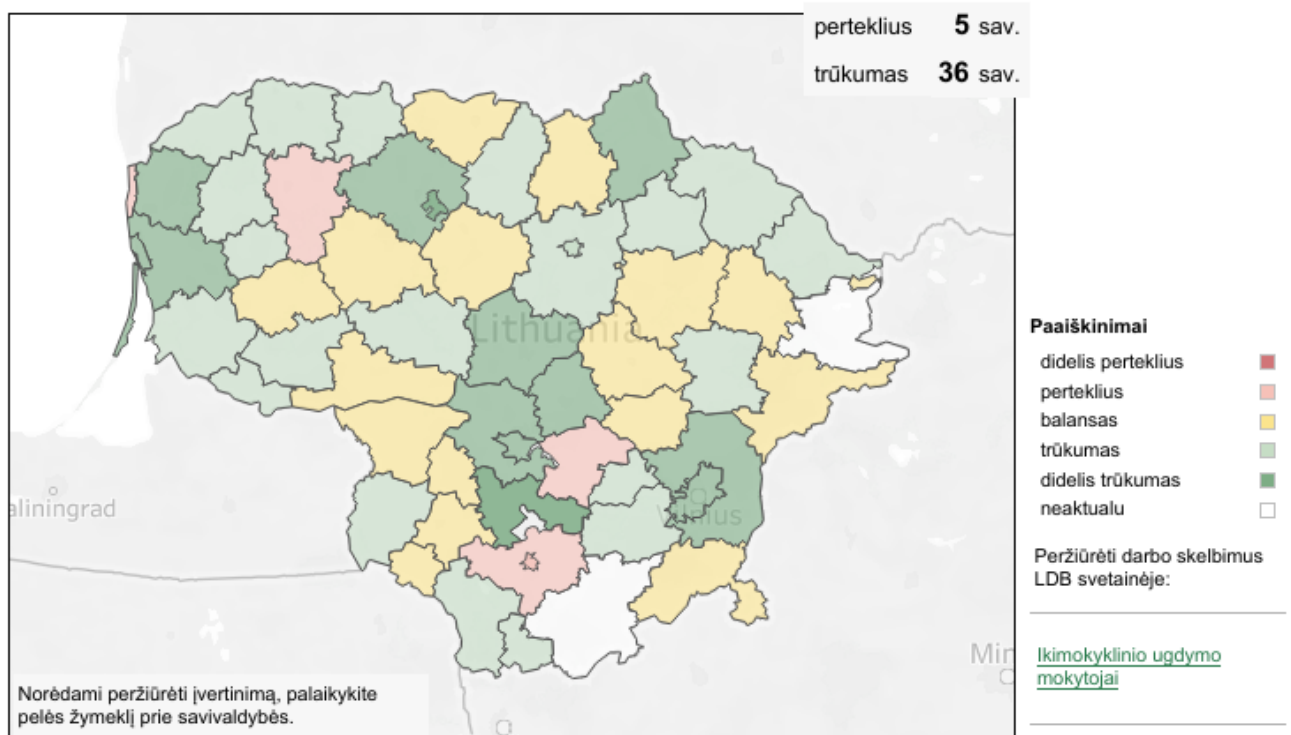 perteklius 5 sav.
trūkumas 36 sav.
Lithuania
aliningrad
Vilnius
Min
Norėdami peržiūrėti įvertinimą, palaikykite
pelės žymeklį prie savivaldybės.
Paaiškinimai
didelis perteklius
perteklius
balansas
trūkumas
didelis trūkumas
neaktualu
Peržiūrėti darbo skelbimus
LDB svetainėje:
Ikimokyklinio ugdymo
mokytojai